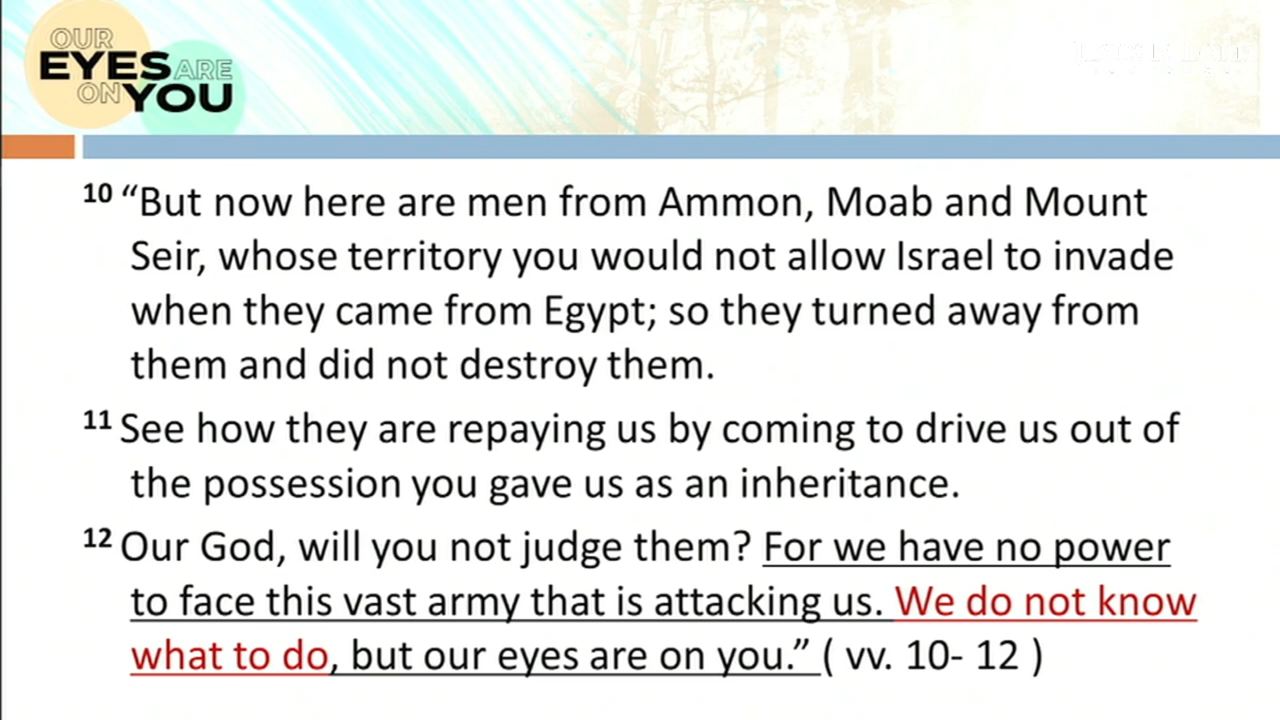 OUR
EYES ARE
ON YOU
10 “But now here are men from Ammon, Moab and Mount
Seir, whose territory you would not allow Israel to invade
when they came from Egypt; so they turned away from
them and did not destroy them.
11 See how they are repaying us by coming to drive us out of
the possession you gave us as an inheritance.
12 Our God, will you not judge them? For we have no power
to face this vast army that is attacking us. We do not know
what to do, but our eyes are on you.” ( vv. 10- 12 )